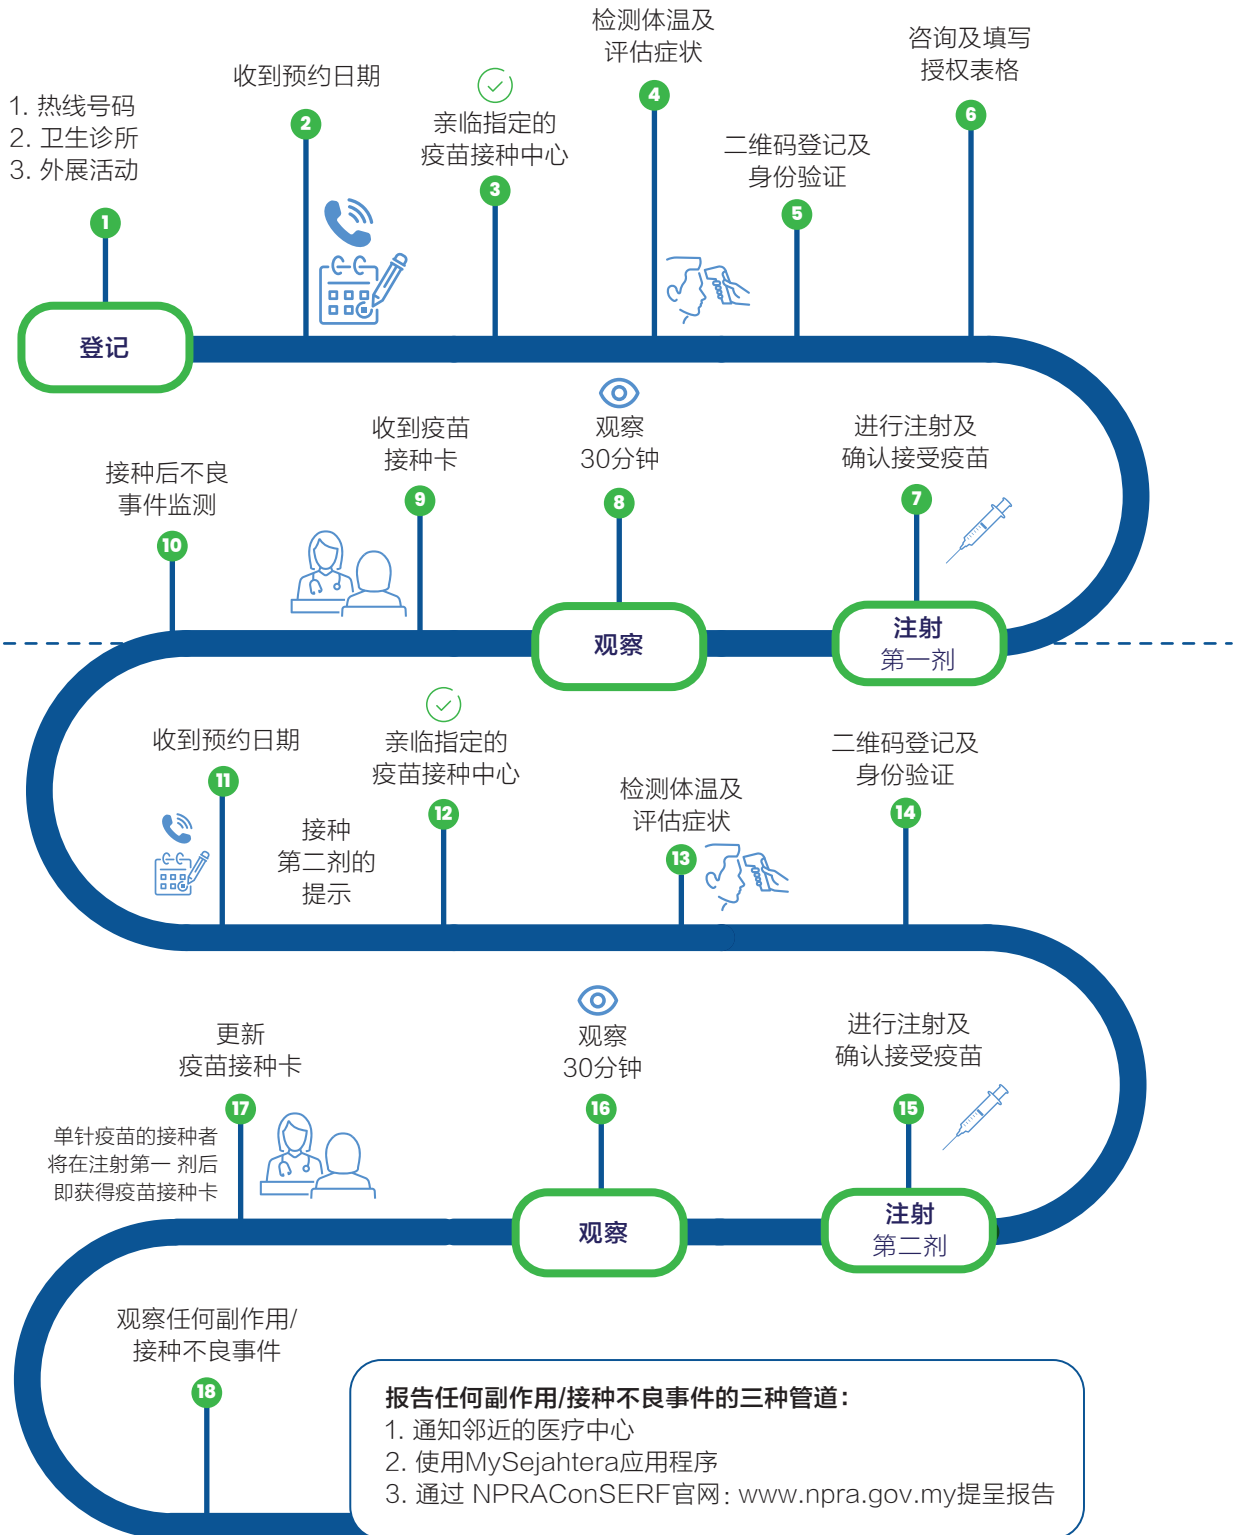 1. 热线号码
2. 卫生诊所
3. 外展活动
1
登记
收到预约日期
2
亲临指定的
疫苗接种中心
3
检测体温及
评估症状
4
二维码登记及
身份验证
5
咨询及填写
授权表格
6
进行注射及
确认接受疫苗
7
注射
第一剂
观察
30分钟
8
观察
收到疫苗
接种卡
9
接种后不良
事件监测
10
收到预约日期
11
接种
第二剂的
提示
亲临指定的
疫苗接种中心
12
检测体温及
评估症状
13
二维码登记及
身份验证
14
进行注射及
确认接受疫苗
15
注射
第二剂
观察
30分钟
16
观察
更新
疫苗接种卡
17
单针疫苗的接种者
将在注射第一 剂后
即获得疫苗接种卡
观察任何副作用/
接种不良事件
18
报告任何副作用/接种不良事件的三种管道：
1. 通知邻近的医疗中心
2. 使用MySejahtera应用程序
3. 通过 NPRAConSERF官网：www.npra.gov.my提呈报告